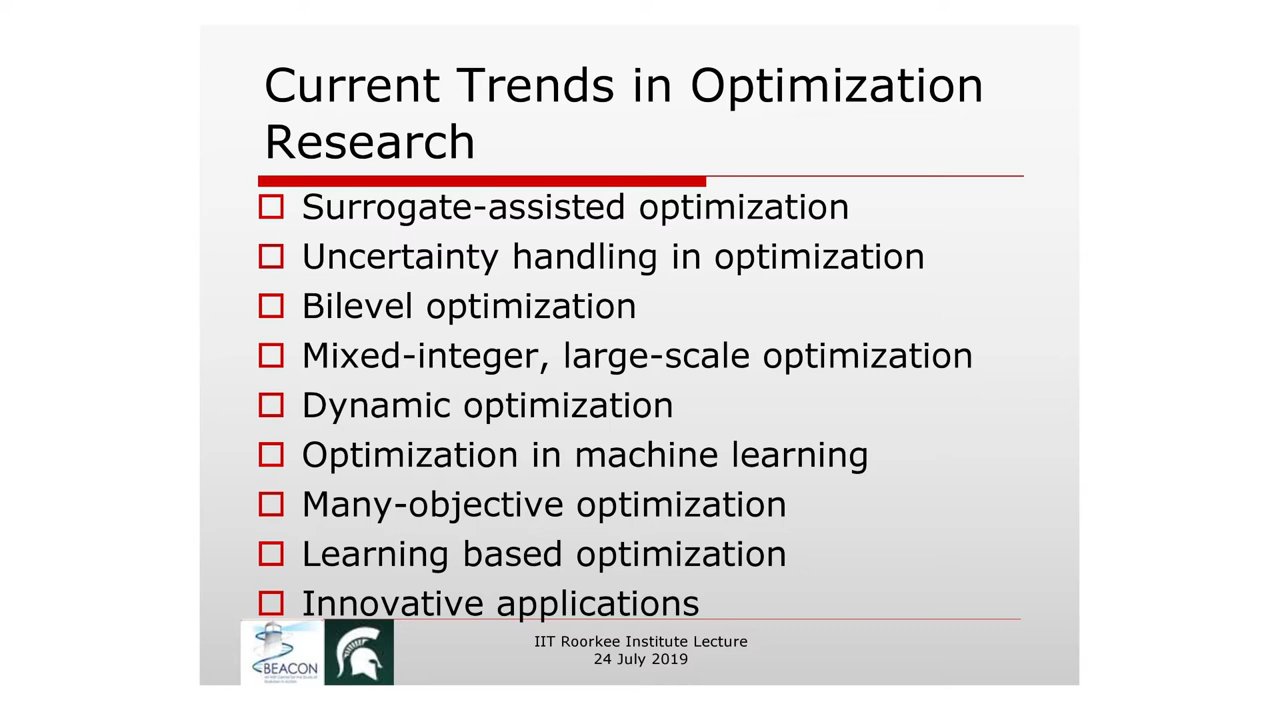 Current Trends in Optimization
Research
Surrogate-assisted optimization
Uncertainty handling in optimization
Bilevel optimization
Mixed-integer, large-scale optimization
Dynamic optimization
Optimization in machine learning
Many-objective optimization
Learning based optimization
Innovative applications
BEACON
IIT Roorkee Institute Lecture
24 July 2019